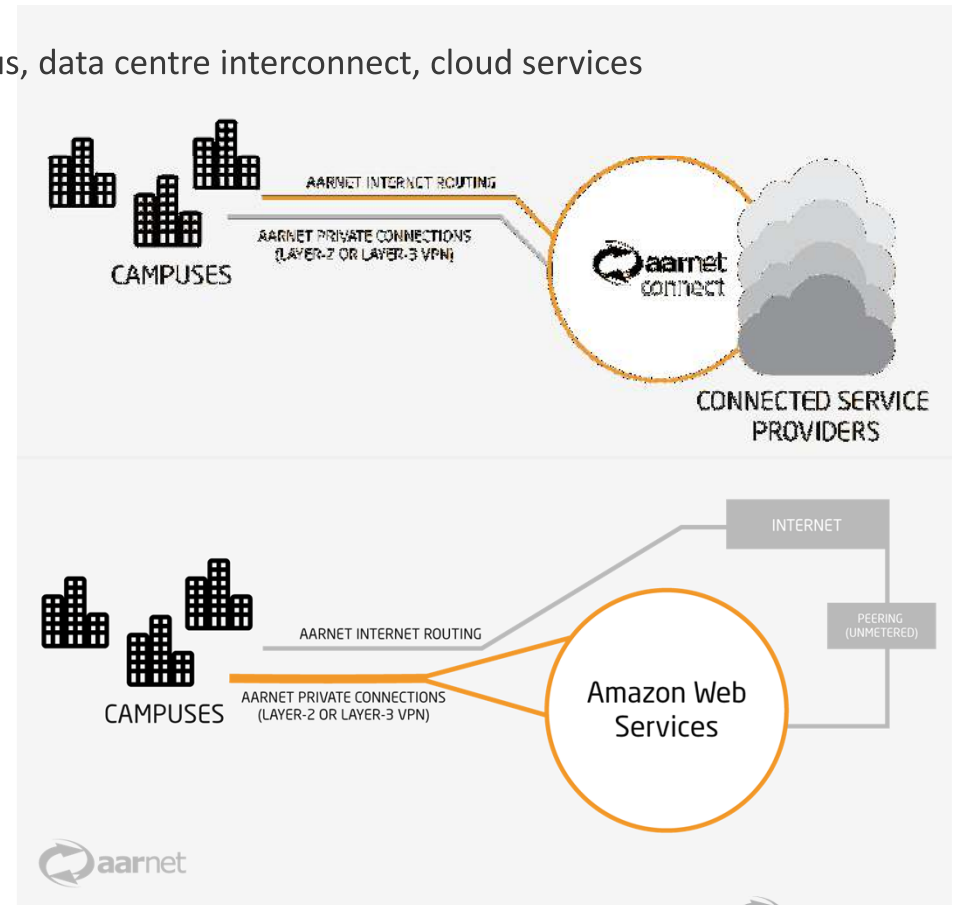 us, data centre interconnect, cloud services
AARNET INTERNET ROUTING
AARNET PRIVATE CONNECTIONS
(LAYER-2 OR LAYER-3 VPN)
CAMPUSES
aarnet
connect
CONNECTED SERVICE
PROVIDERS
INTERNET
PEERING
(UNMETERED)
AARNET INTERNET ROUTING
AARNET PRIVATE CONNECTIONS
(LAYER-2 OR LAYER-3 VPN)
CAMPUSES
Amazon Web
Services
aarnet